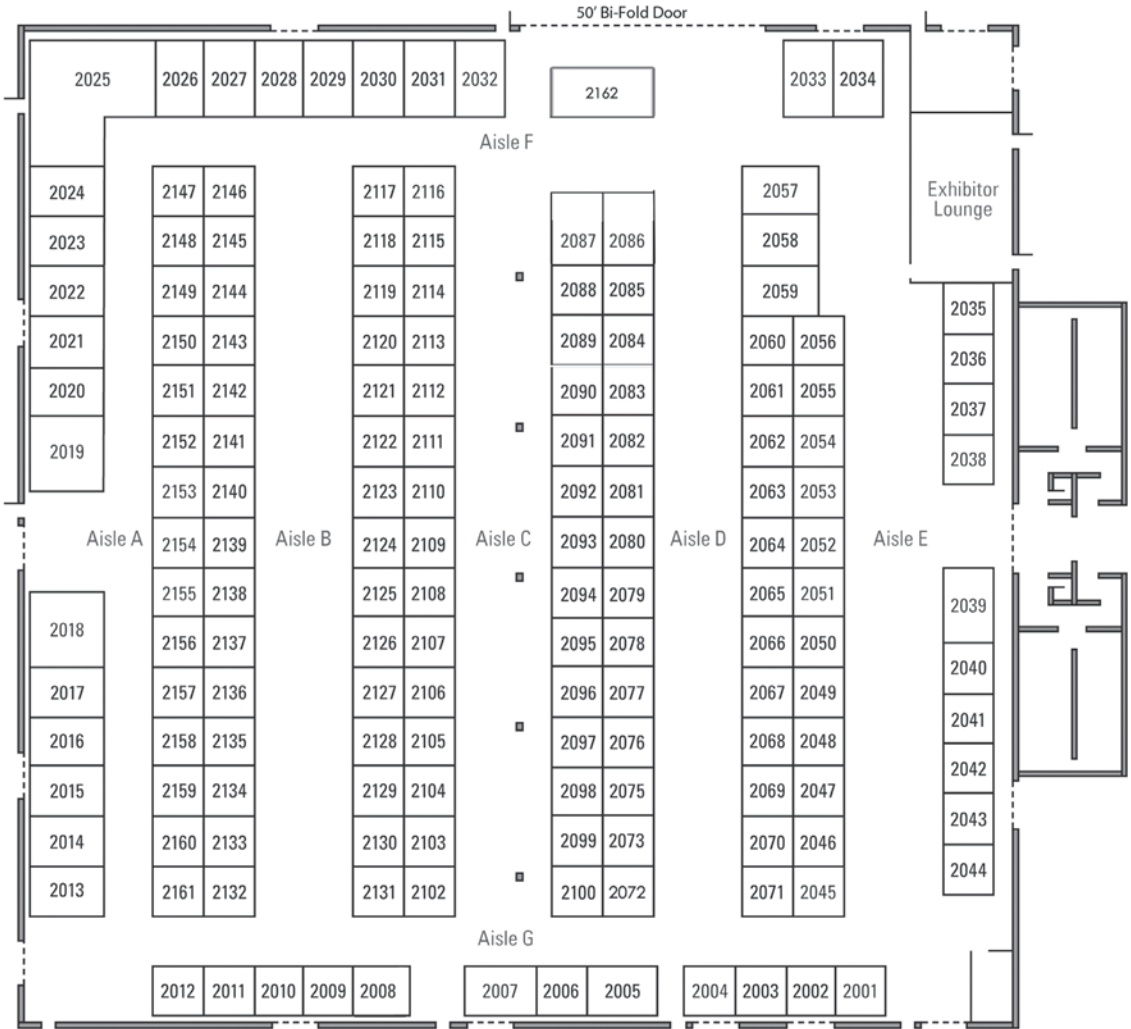 50' Bi-Fold Door
2025 2026 2027 2028 2029 2030 2031 2032 2162 2033 2034
Aisle F
2024 2147 2146 2117 2116 2057
Exhibitor
Lounge
2023 2148 2145 2118 2115 2087 2086 2058
2022 2149 2144 2119 2114 2088 2085 2059
2035
2021 2150 2143 2120 2113 2089 2084 2060 2056
2036
2020 2151 2142 2121 2112 2090 2083 2061 2055
2037
2019 2152 2141 2122 2111 2091 2082 2062 2054
2038
2153 2140 2123 2110 2092 2081 2063 2053
Aisle A 2154 2139 Aisle B 2124 2109 Aisle C 2093 2080 Aisle D 2064 2052 Aisle E
2155 2138 2125 2108 2094 2079 2065 2051
2039
2018 2156 2137 2126 2107 2095 2078 2066 2050
2040
2017 2157 2136 2127 2106 2096 2077 2067 2049
2041
2016 2158 2135 2128 2105 2097 2076 2068 2048
2042
2015 2159 2134 2129 2104 2098 2075 2069 2047
2043
2014 2160 2133 2130 2103 2099 2073 2070 2046
2044
2013 2161 2132 2131 2102 2100 2072 2071 2045
Aisle G
2012 2011 2010 2009 2008 2007 2006 2005 2004 2003 2002 2001